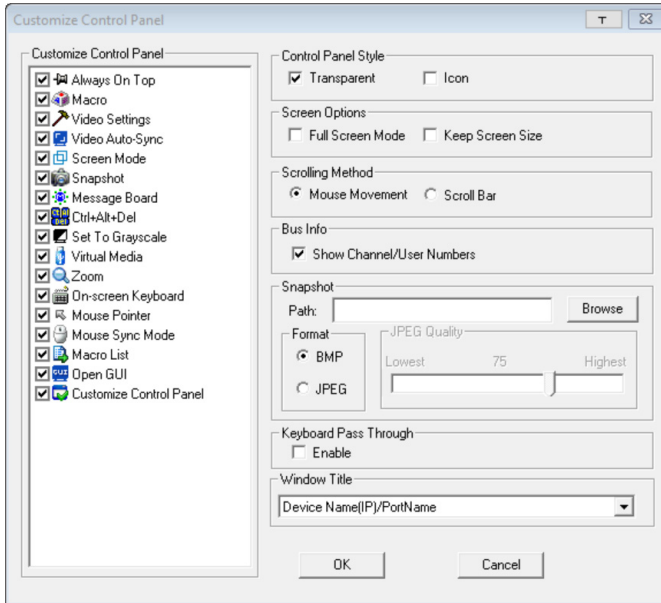 Customize Control Panel
T
Customize Control Panel
Always On Top
Macro
Video Settings
Video Auto-Sync
Screen Mode
Snapshot
Message Board
Ctrl+Alt+Del
Set To Grayscale
Virtual Media
Zoom
On-screen Keyboard
Mouse Pointer
Mouse Sync Mode
Macro List
Open GUI
Customize Control Panel
Control Panel Style
Transparent Icon
Screen Options
Full Screen Mode Keep Screen Size
Scrolling Method
Mouse Movement Scroll Bar
Bus Info
Show Channel/User Numbers
Snapshot
Path: Browse
Format
BMP
JPEG
JPEG Quality
Lowest 75 Highest
Keyboard Pass Through
Enable
Window Title
Device Name(IP)/PortName
OK Cancel